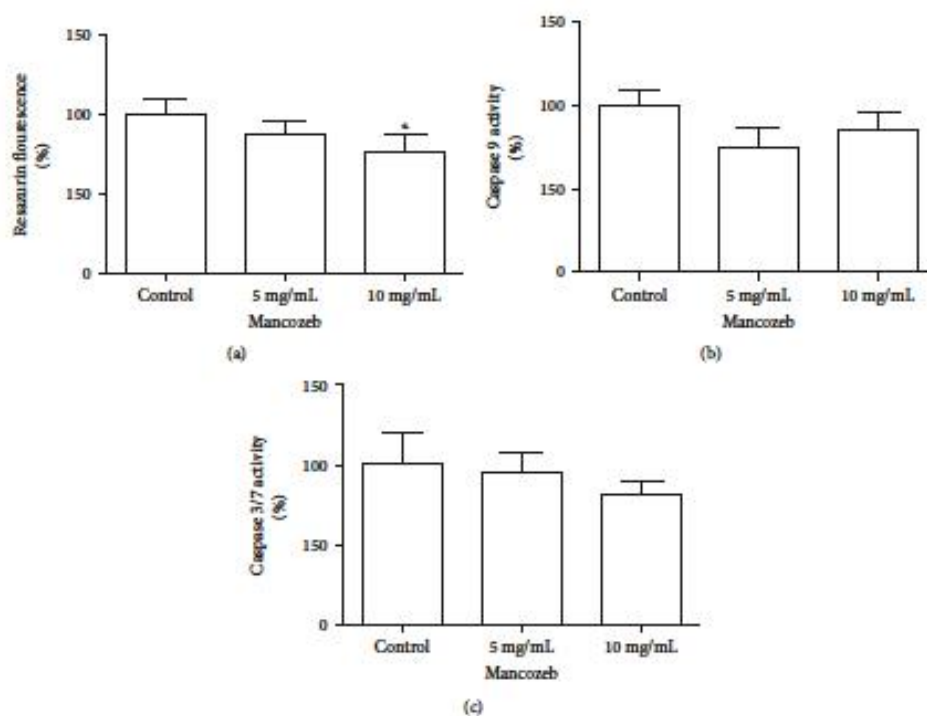 150
100
150
0
Resazurin flourescence
(%)
*
Control
5 mg/mL
10 mg/mL
Mancozeb
(a)
150
100
150
0
Caspase 9 activity
(%)
Control
5 mg/mL
10 mg/mL
Mancozeb
(b)
150
100
150
0
Caspase 3/7 activity
(%)
Control
5 mg/mL
10 mg/mL
Mancozeb
(c)